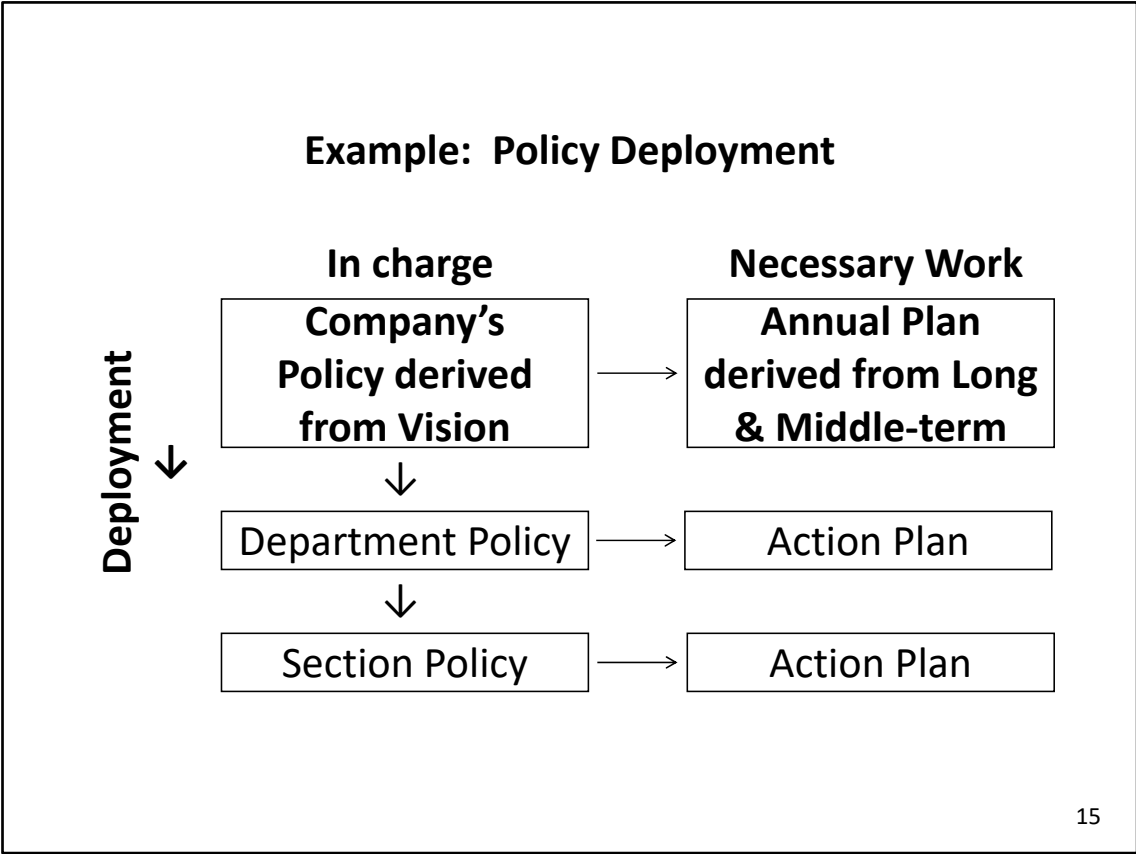 Example:  Policy Deployment
In charge
Necessary Work
Deployment
↓
Company’s
Policy derived
from Vision
→
Annual Plan
derived from Long
& Middle-term
↓
Department Policy
→
Action Plan
↓
Section Policy
→
Action Plan
15